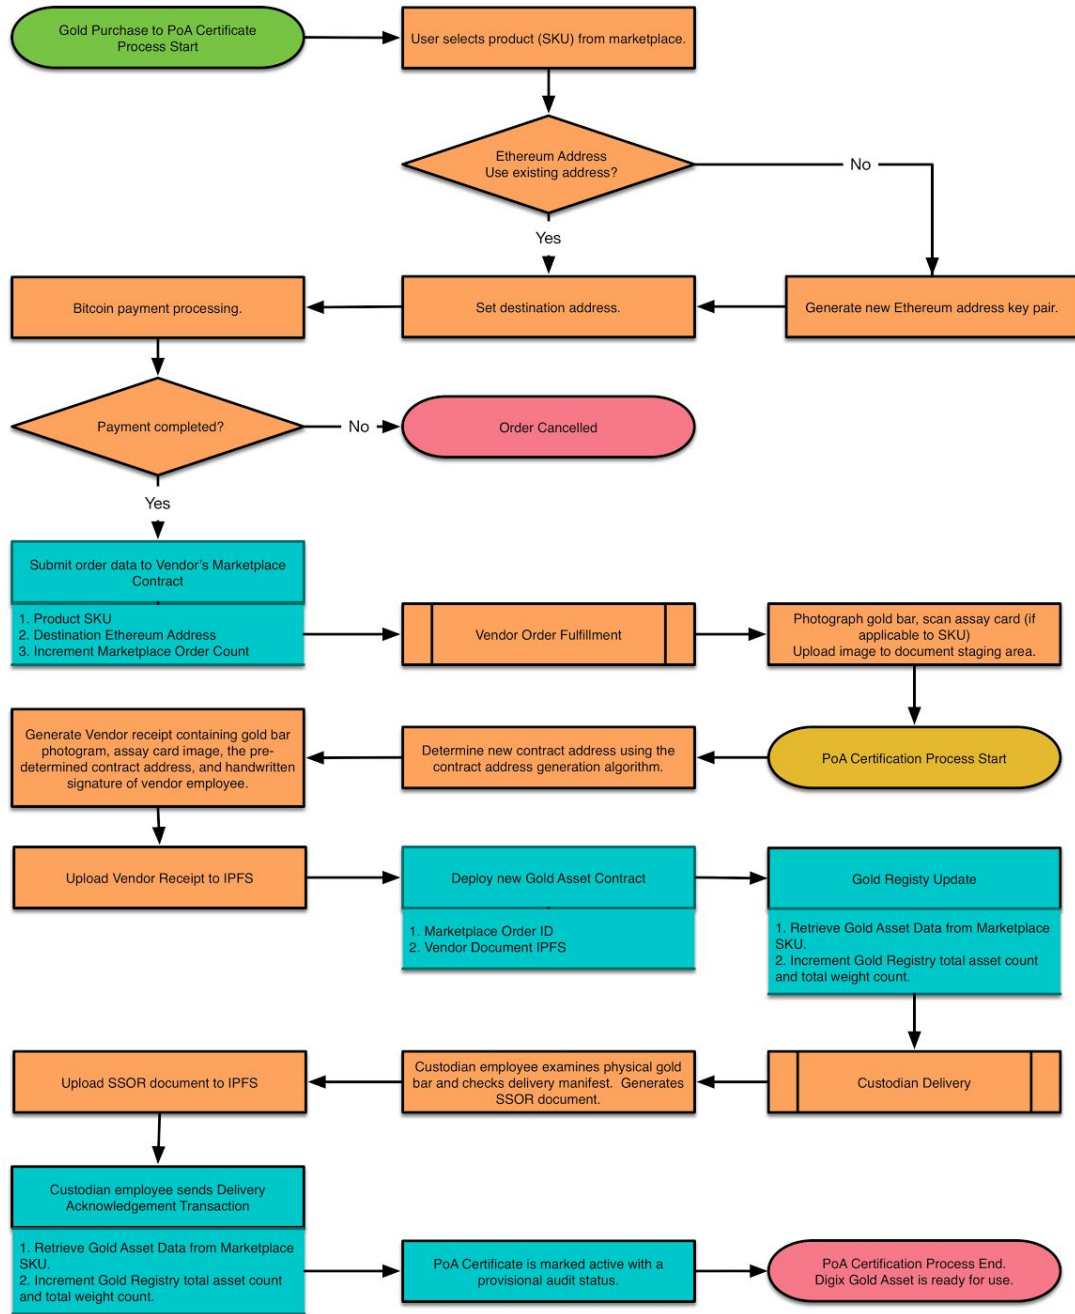 Gold Purchase to PoA Certificate
Process Start
User selects product (SKU) from marketplace.
Ethereum Address
Use existing address?
No
Yes
Bitcoin payment processing.
Set destination address.
Generate new Ethereum address key pair.
Payment completed?
No
Order Cancelled
Yes
Submit order data to Vendor's Marketplace
Contract
1. Product SKU
2. Destination Ethereum Address
3. Increment Marketplace Order Count
Vendor Order Fulfillment
Photograph gold bar, scan assay card (if
applicable to SKU)
Upload image to document staging area.
Generate Vendor receipt containing gold bar
photogram, assay card image, the pre-
determined contract address, and handwritten
signature of vendor employee.
Determine new contract address using the
contract address generation algorithm.
PoA Certification Process Start
Upload Vendor Receipt to IPFS
Deploy new Gold Asset Contract
1. Marketplace Order ID
2. Vendor Document IPFS
Gold Registy Update
1. Retrieve Gold Asset Data from Marketplace
SKU.
2. Increment Gold Registry total asset count
and total weight count.
Upload SSOR document to IPFS
Custodian employee examines physical gold
bar and checks delivery manifest. Generates
SSOR document.
Custodian Delivery
Custodian employee sends Delivery
Acknowledgement Transaction
1. Retrieve Gold Asset Data from Marketplace
SKU.
2. Increment Gold Registry total asset count
and total weight count.
PoA Certificate is marked active with a
provisional audit status.
PoA Certification Process End.
Digix Gold Asset is ready for use.